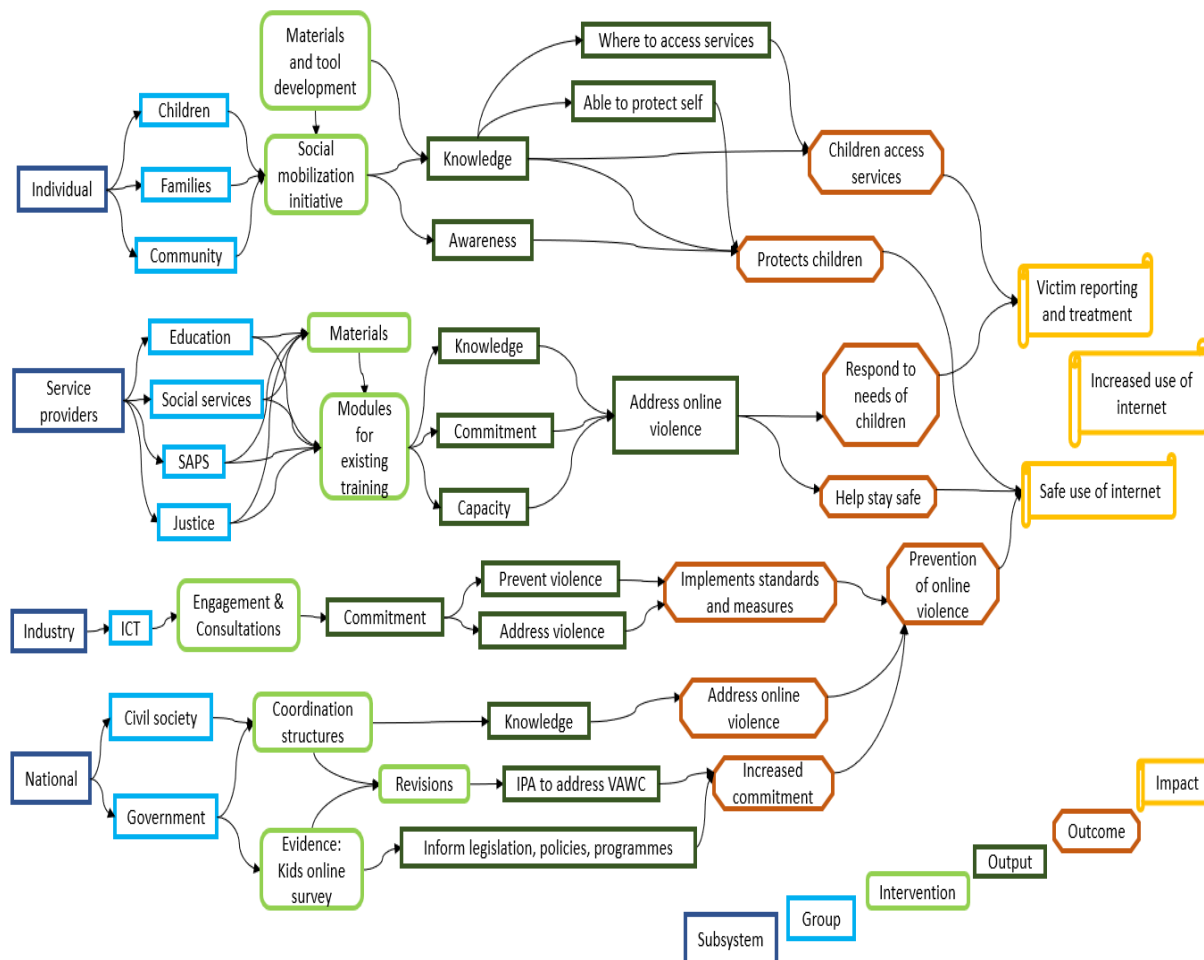 Materials
and tool
development
Where to access services
Able to protect self
Children
Social
mobilization
initiative
Knowledge
Children access
services
Individual
Families
Community
Awareness
Protects children
Victim reporting
and treatment
Education
Materials
Knowledge
Increased use of
internet
Service
providers
Social services
Modules
for
existing
training
Commitment
Address online
violence
Respond to
needs of
children
SAPS
Justice
Capacity
Help stay safe
Safe use of internet
Industry
ICT
Engagement &
Consultations
Commitment
Prevent violence
Address violence
Implements standards
and measures
Prevention
of online
violence
Civil society
Coordination
structures
Knowledge
Address online
violence
National
Government
Revisions
IPA to address VAWC
Increased
commitment
Evidence:
Kids online
survey
Inform legislation, policies, programmes
Impact
Outcome
Output
Intervention
Group
Subsystem